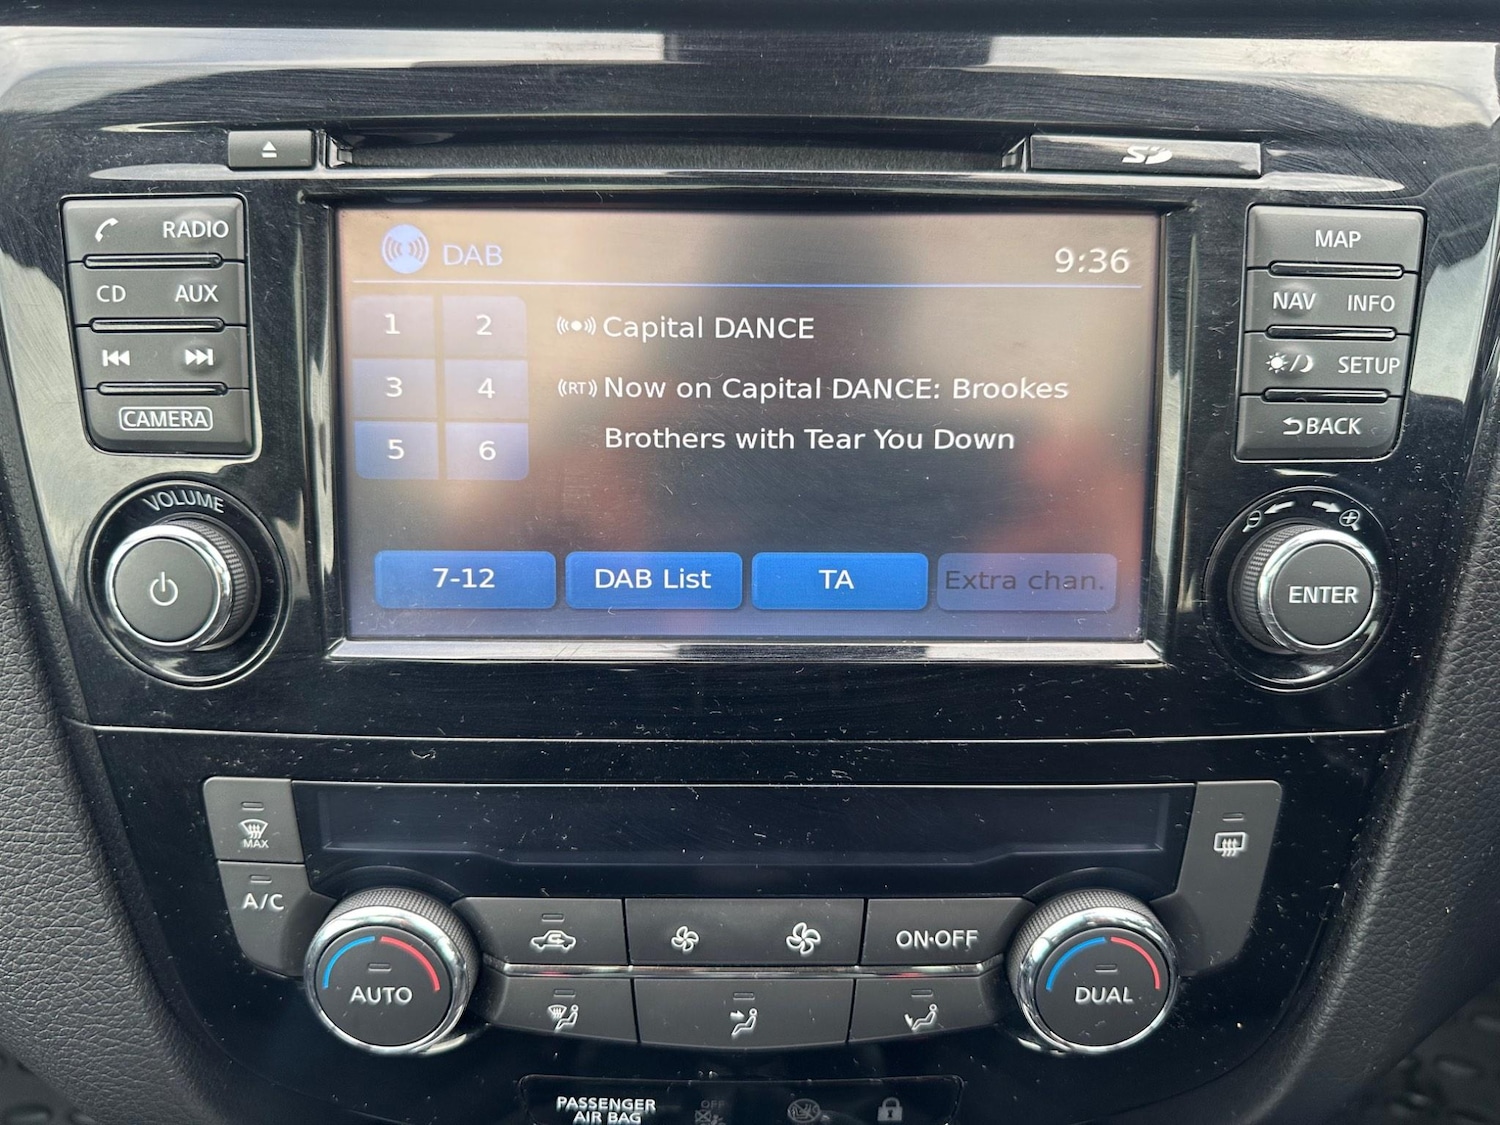 SD
RADIO
CD AUX
CAMERA
VOLUME
DAB
9:36
1 2
3 4
5 6
Capital DANCE
(RT) Now on Capital DANCE: Brookes
Brothers with Tear You Down
7-12
DAB List
TA
Extra chan.
MAP
NAV INFO
SETUP
BACK
ENTER
MAX
A/C
AUTO
ON·OFF
DUAL
PASSENGER
AIR BAG
OFF